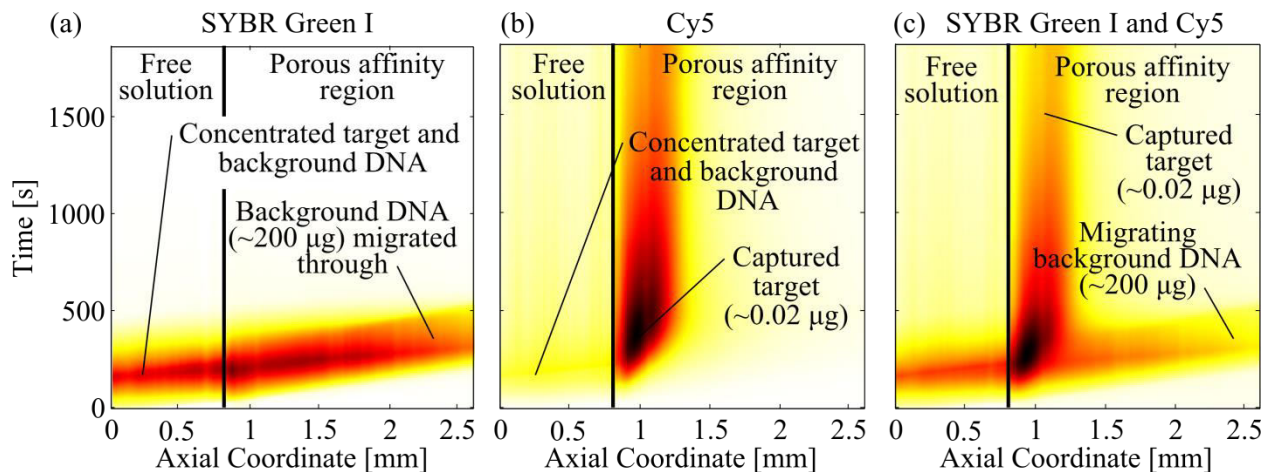 (a) SYBR Green I
Free
solution
Porous affinity
region
Concentrated target and
background DNA
Background DNA
(~200 µg) migrated
through
Time [s]
1500
1000
500
0
0 0.5 1 1.5 2 2.5
Axial Coordinate [mm]
(b) Cy5
Free
solution
Porous affinity
region
Concentrated target
and background
DNA
Captured
target
(~0.02 µg)
0 0.5 1 1.5 2 2.5
Axial Coordinate [mm]
(c) SYBR Green I and Cy5
Free
solution
Porous affinity
region
Captured
target
(~0.02 µg)
Migrating
background DNA
(~200 µg)
0 0.5 1 1.5 2 2.5
Axial Coordinate [mm]